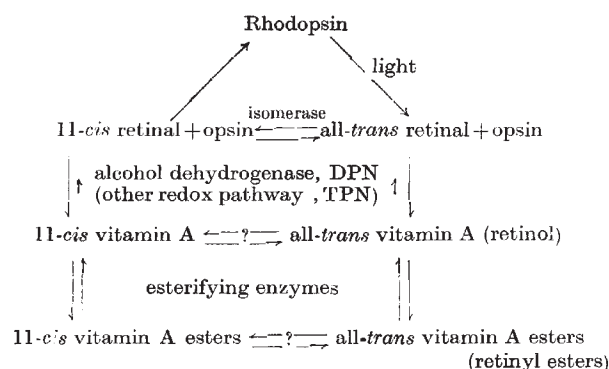 Rhodopsin
light
isomerase
11-cis retinal+opsin all-trans retinal+opsin
alcohol dehydrogenase, DPN
(other redox pathway , TPN)
11-cis vitamin A ? all-trans vitamin A (retinol)
esterifying enzymes
11-cis vitamin A esters ? all-trans vitamin A esters
(retinyl esters)